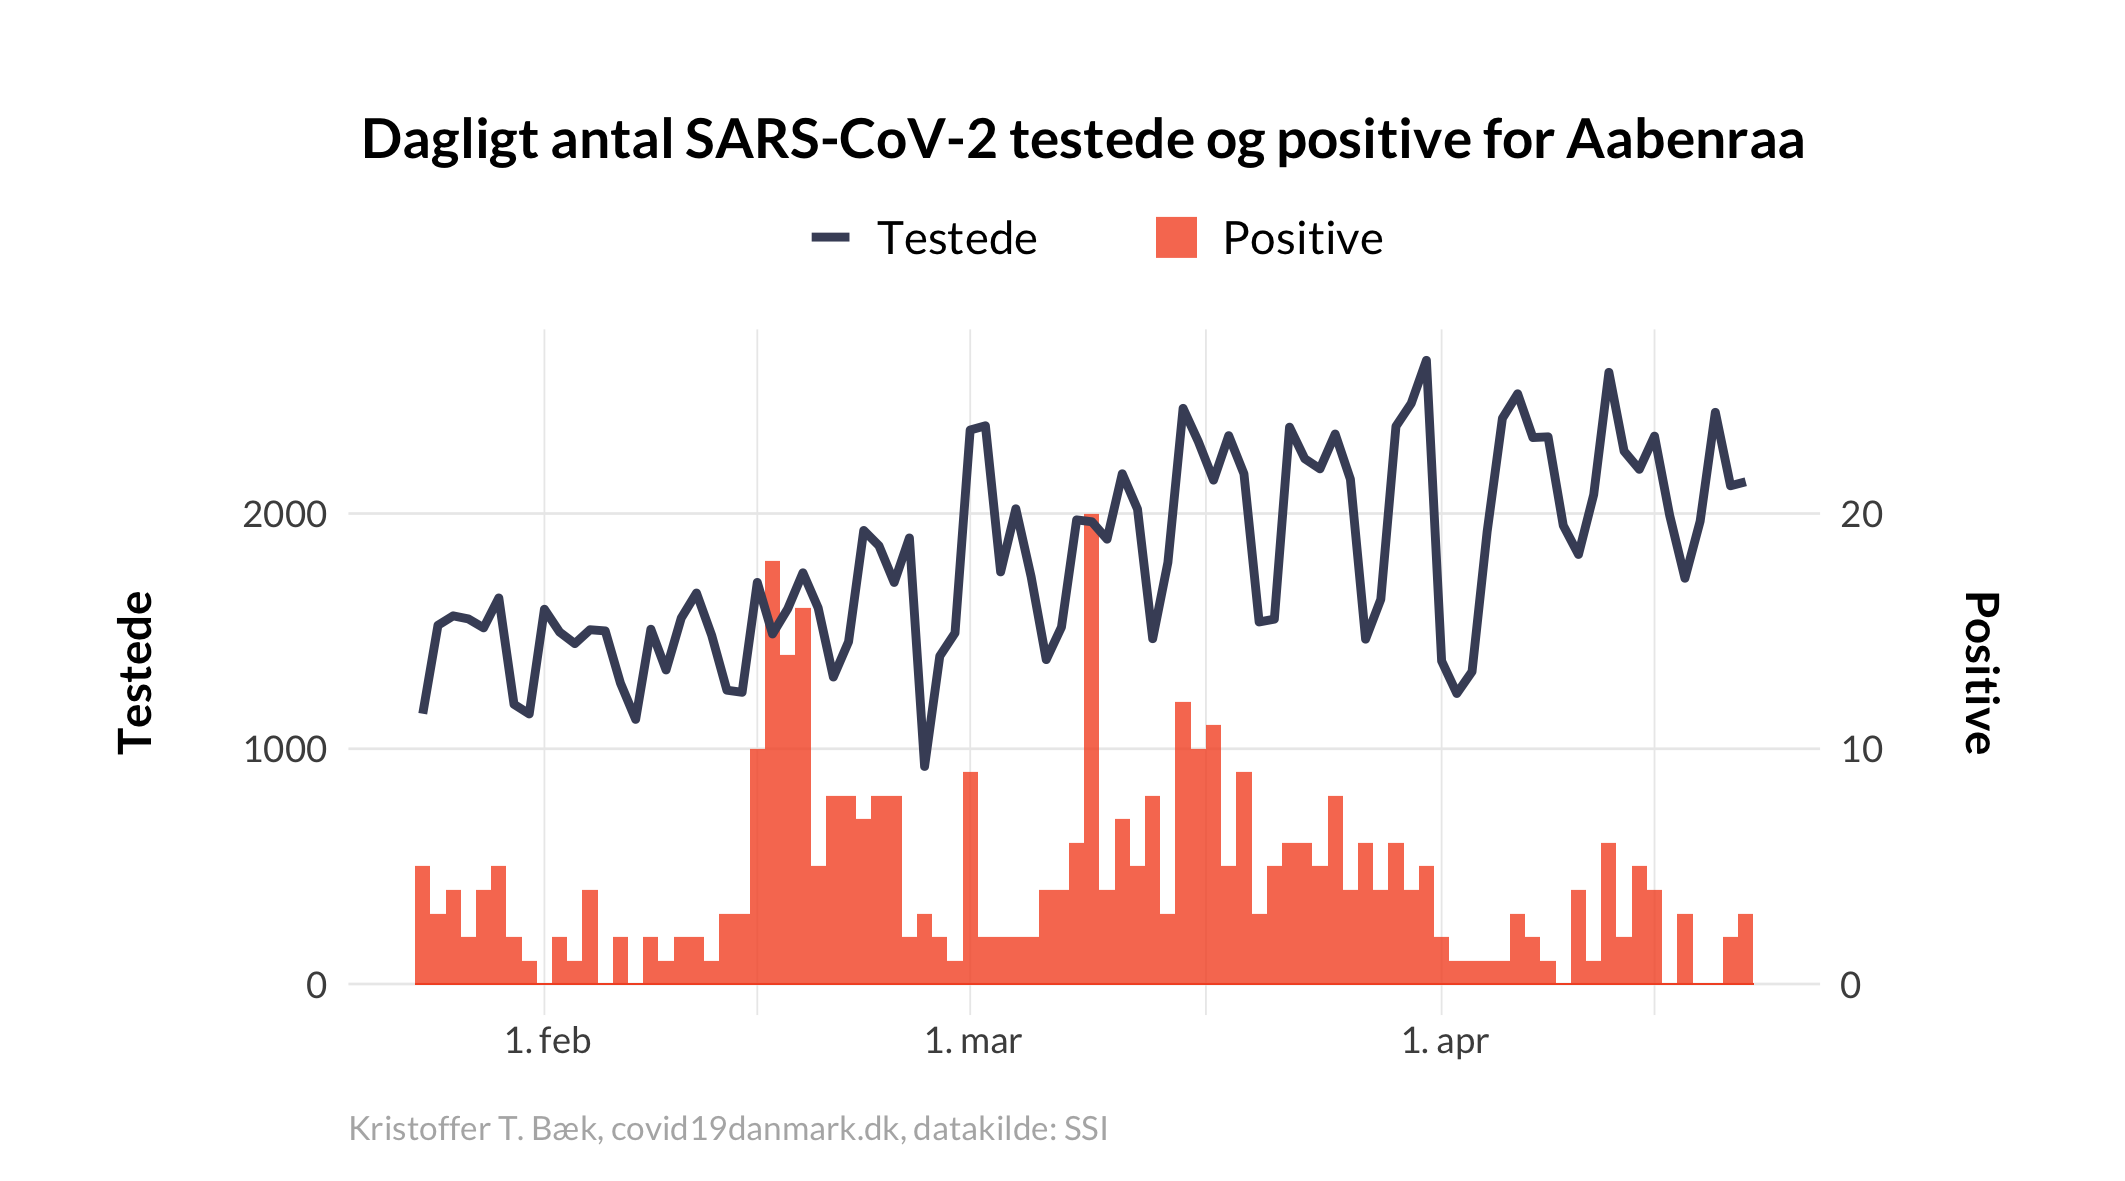 Dagligt antal SARS-CoV-2 testede og positive for Aabenraa
Testede
Positive
Testede
2000
1000
0
20
10
0
Positive
1. feb
1. mar
1. apr
Kristoffer T. Bæk, covid19danmark.dk, datakilde: SSI